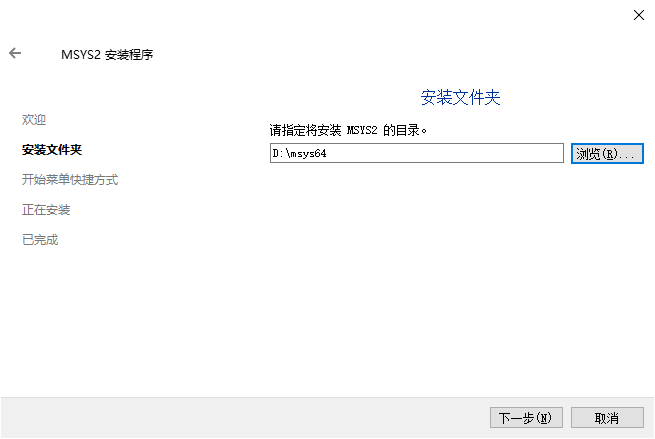 MSYS2 安装程序
欢迎
安装文件夹
开始菜单快捷方式
正在安装
已完成
安装文件夹
请指定将安装 MSYS2 的目录。
D:\msys64
浏览(R)...
下一步(N)
取消